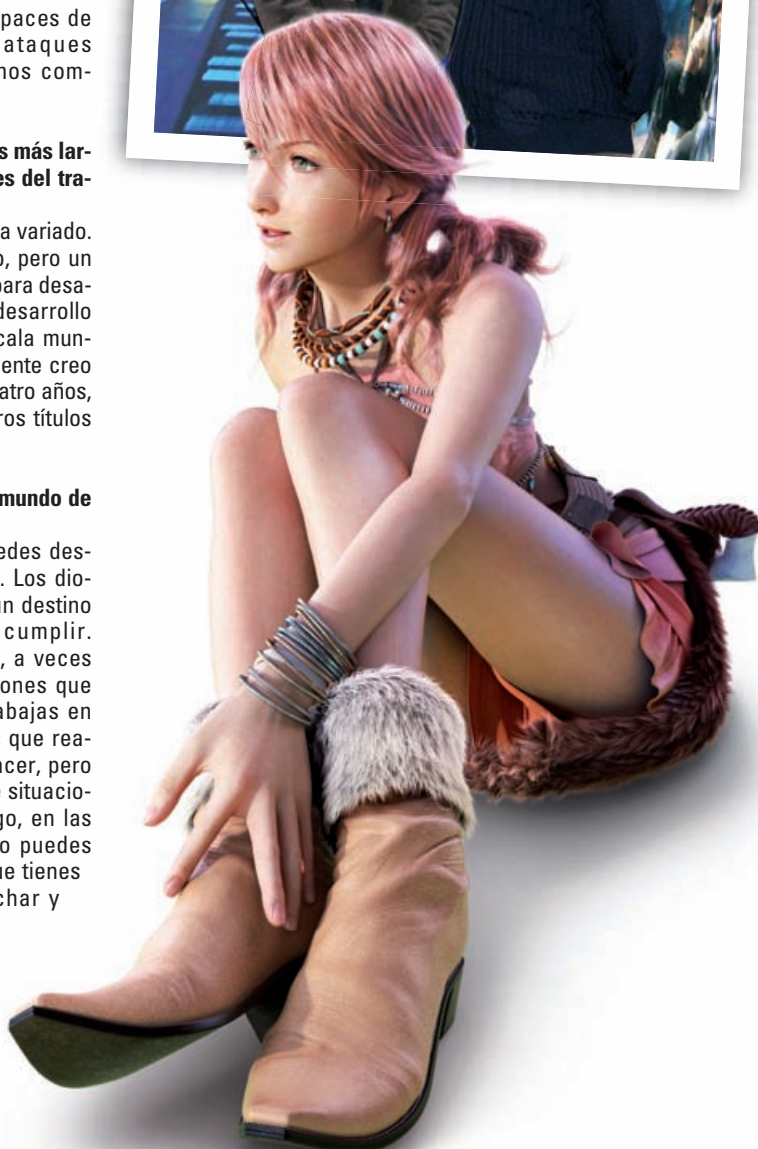 paces de
ataques
nos com-
s más lar-
es del tra-
a variado.
o, pero un
para desa-
desarrollo
cala mun-
ente creo
atro años,
ros títulos
mundo de
edes des-
. Los dio-
un destino
cumplir.
, a veces
ones que
abajas en
s que rea-
acer, pero
e situacio-
go, en las
o puedes
ue tienes
char y